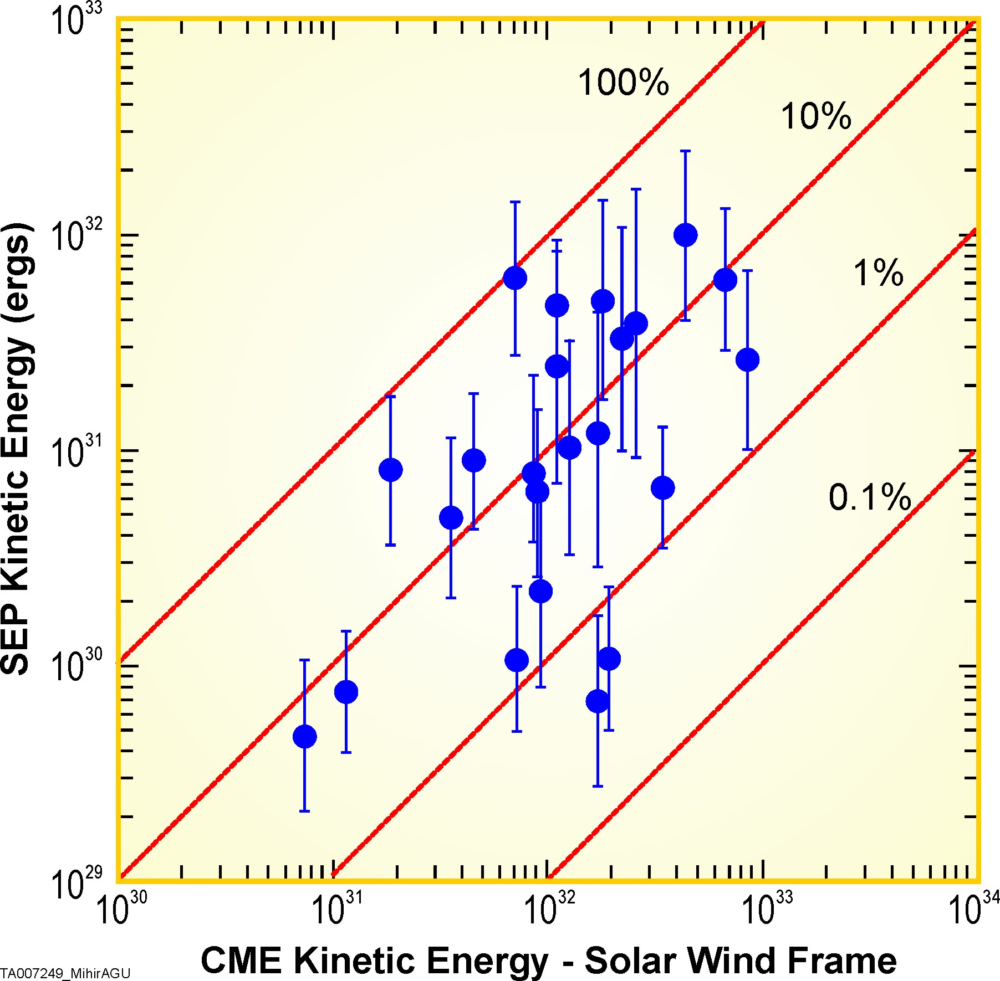 10^33
100%
10%
10^32
1%
10^31
0.1%
10^30
10^29
SEP Kinetic Energy (ergs)
10^30 10^31 10^32 10^33 10^34
CME Kinetic Energy - Solar Wind Frame
TA007249_MihirAGU